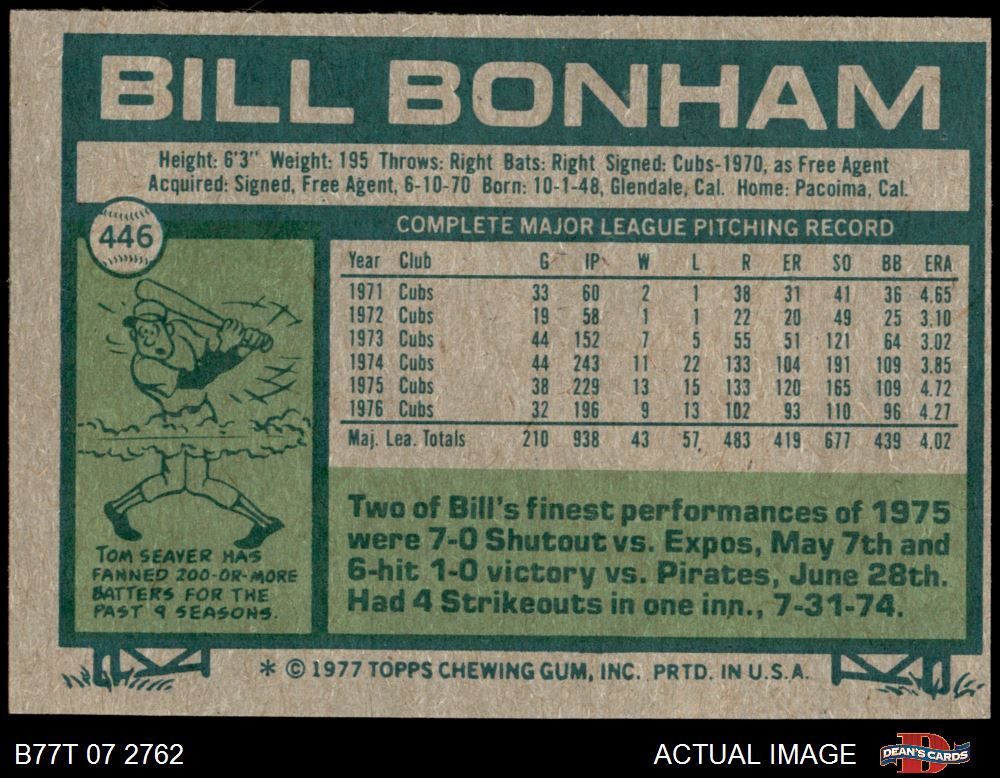 BILL BONHAM
Height: 6'3" Weight: 195 Throws: Right Bats: Right Signed: Cubs-1970, as Free Agent
Acquired: Signed, Free Agent, 6-10-70 Born: 10-1-48, Glendale, Cal. Home: Pacoima, Cal.
446
COMPLETE MAJOR LEAGUE PITCHING RECORD
Year Club G IP W L R ER SO BB ERA
1971 Cubs 33 60 2 1 38 31 41 36 4.65
1972 Cubs 19 58 1 1 22 20 49 25 3.10
1973 Cubs 44 152 7 5 55 51 121 64 3.02
1974 Cubs 44 243 11 22 133 104 191 109 3.85
1975 Cubs 38 229 13 15 133 120 165 109 4.72
1976 Cubs 32 196 9 13 102 93 110 96 4.27
Maj. Lea. Totals 210 938 43 57 483 419 677 439 4.02
TOM SEAVER HAS
FANNED 200-OR-MORE
BATTERS FOR THE
PAST 9 SEASONS.
Two of Bill's finest performances of 1975
were 7-0 Shutout vs. Expos, May 7th and
6-hit 1-0 victory vs. Pirates, June 28th.
Had 4 Strikeouts in one inn., 7-31-74.
* © 1977 TOPPS CHEWING GUM, INC. PRTD. IN U.S.A.
B77T 07 2762
ACTUAL IMAGE
DEAN'S CARDS